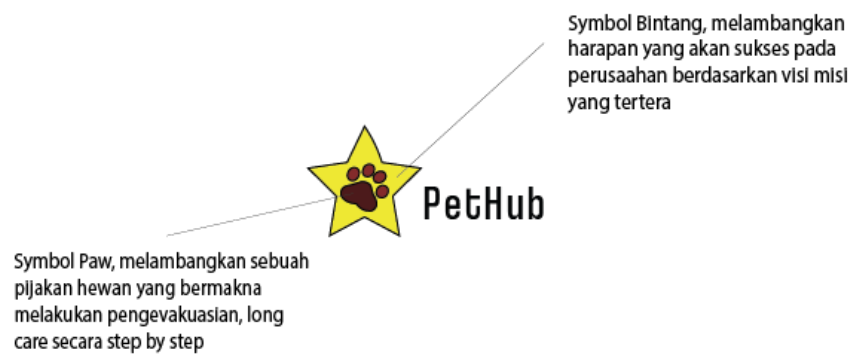 Symbol Bintang, melambangkan
harapan yang akan sukses pada
perusaahan berdasarkan visi misi
yang tertera
PetHub
Symbol Paw, melambangkan sebuah
pijakan hewan yang bermakna
melakukan pengevakuasian, long
care secara step by step